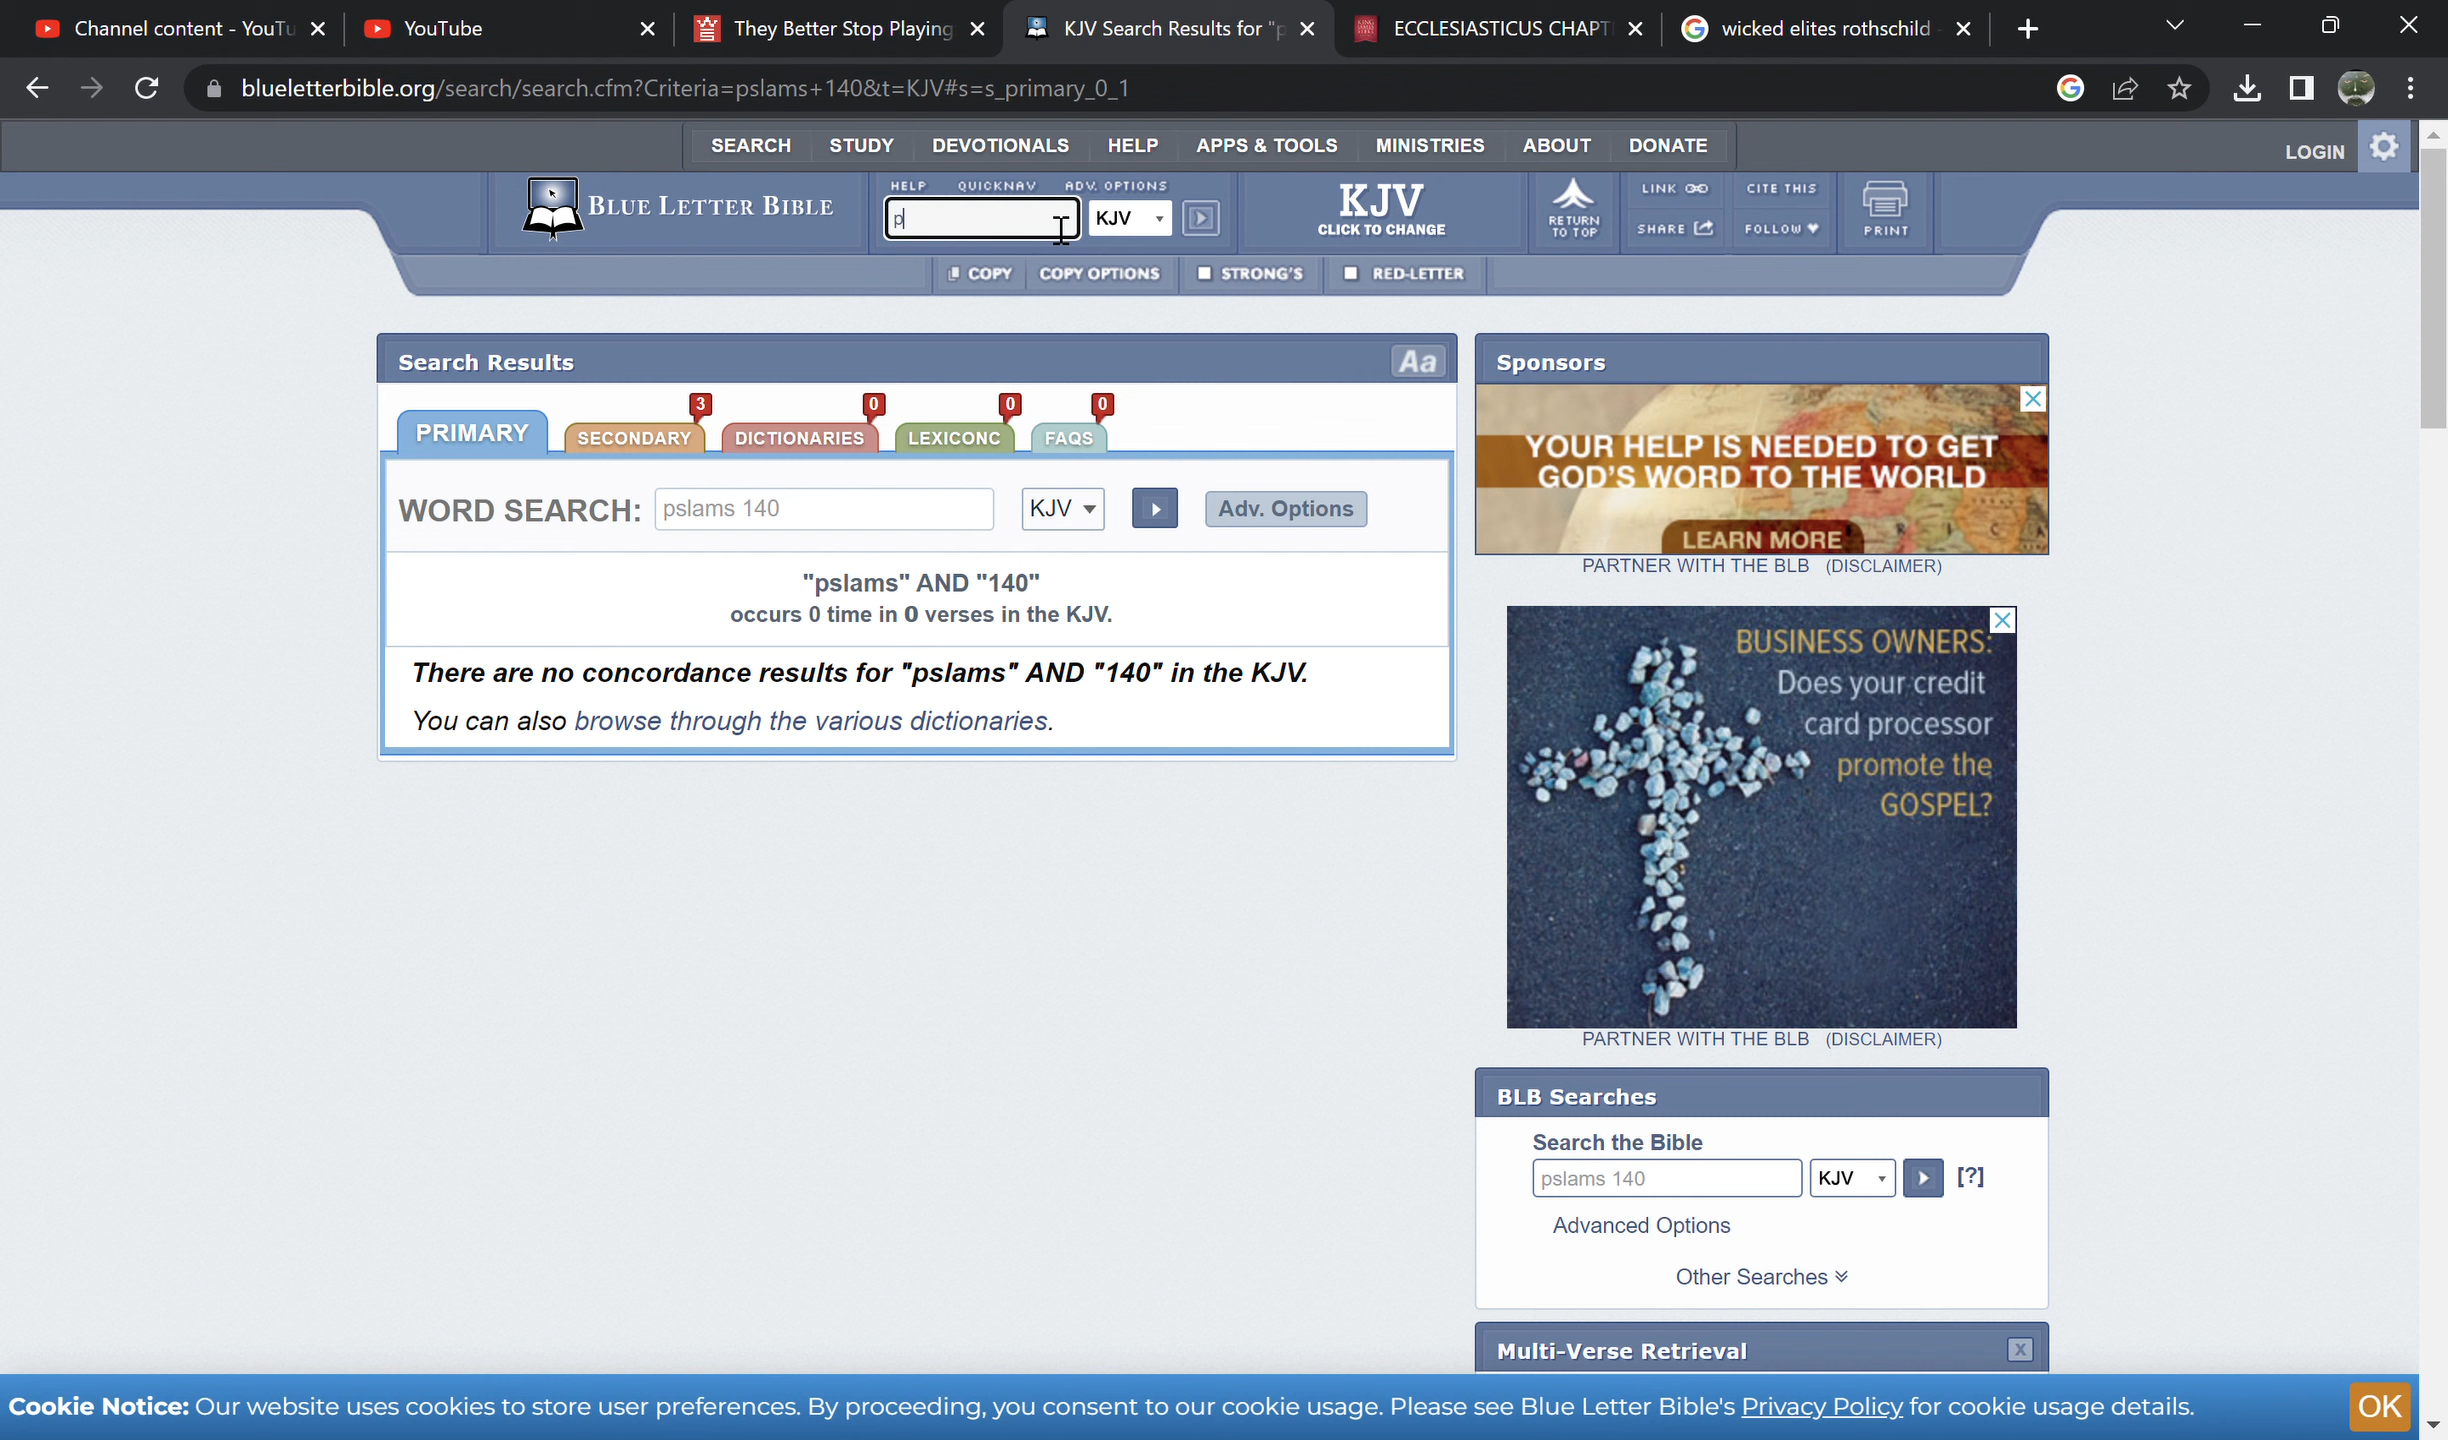 Channel content - YouTu
YouTube
They Better Stop Playing
KJV Search Results for "p
ECCLESIASTICUS CHAPT
wicked elites rothschild -
blueletterbible.org/search/search.cfm?Criteria=pslams+140&t=KJV#s=s_primary_0_1
SEARCH STUDY DEVOTIONALS HELP APPS & TOOLS MINISTRIES ABOUT DONATE
LOGIN
BLUE LETTER BIBLE
HELP QUICKNAV ADV. OPTIONS
p
KJV
KJV
CLICK TO CHANGE
RETURN
TO TOP
LINK
CITE THIS
SHARE
FOLLOW
PRINT
COPY COPY OPTIONS STRONG'S RED-LETTER
Search Results
Aa
PRIMARY
SECONDARY 3
DICTIONARIES 0
LEXICONC 0
FAQS 0
WORD SEARCH: pslams 140 KJV Adv. Options
"pslams" AND "140"
occurs 0 time in 0 verses in the KJV.
There are no concordance results for "pslams" AND "140" in the KJV.
You can also browse through the various dictionaries.
Sponsors
YOUR HELP IS NEEDED TO GET
GOD'S WORD TO THE WORLD
LEARN MORE
PARTNER WITH THE BLB (DISCLAIMER)
BUSINESS OWNERS:
Does your credit
card processor
promote the
GOSPEL?
PARTNER WITH THE BLB (DISCLAIMER)
BLB Searches
Search the Bible
pslams 140 KJV [?]
Advanced Options
Other Searches
Multi-Verse Retrieval
X
Cookie Notice: Our website uses cookies to store user preferences. By proceeding, you consent to our cookie usage. Please see Blue Letter Bible's Privacy Policy for cookie usage details.
OK